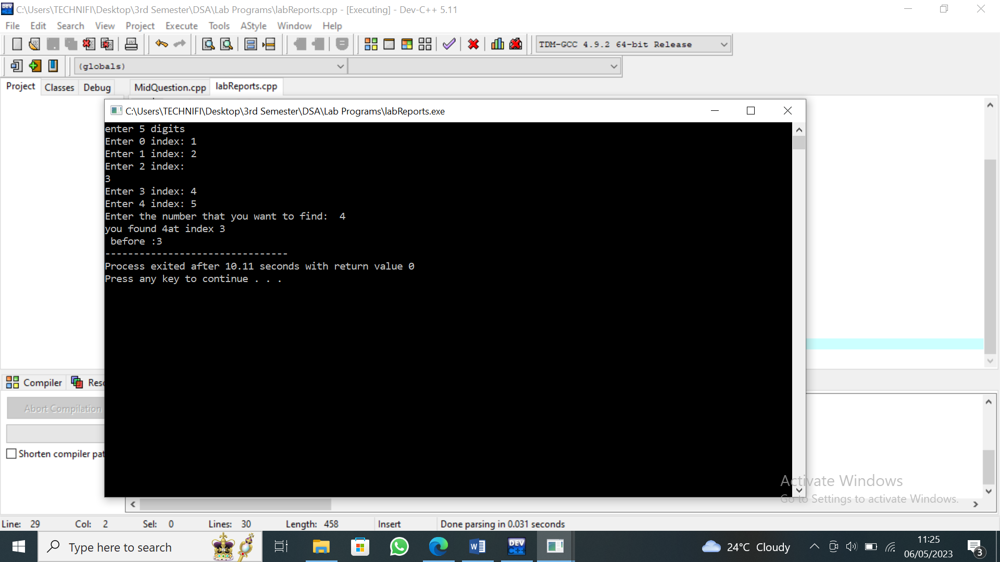 C:\Users\TECHNIFI\Desktop\3rd Semester\DSA\Lab Programs\labReports.cpp - [Executing] - Dev-C++ 5.11
File Edit Search View Project Execute Tools AStyle Window Help
TDM-GCC 4.9.2 64-bit Release
(globals)
Project Classes Debug MidQuestion.cpp labReports.cpp
C:\Users\TECHNIFI\Desktop\3rd Semester\DSA\Lab Programs\labReports.exe
enter 5 digits
Enter 0 index: 1
Enter 1 index: 2
Enter 2 index:
3
Enter 3 index: 4
Enter 4 index: 5
Enter the number that you want to find:  4
you found 4at index 3
 before :3
--------------------------------
Process exited after 10.11 seconds with return value 0
Press any key to continue . . .
Compiler
Abort Compilation
Shorten compiler
Activate Windows
Go to Settings to activate Windows.
Line: 29 Col: 2 Sel: 0 Lines: 30 Length: 458 Insert Done parsing in 0.031 seconds
Type here to search
DEV C++
24°C Cloudy
11:25
06/05/2023
3